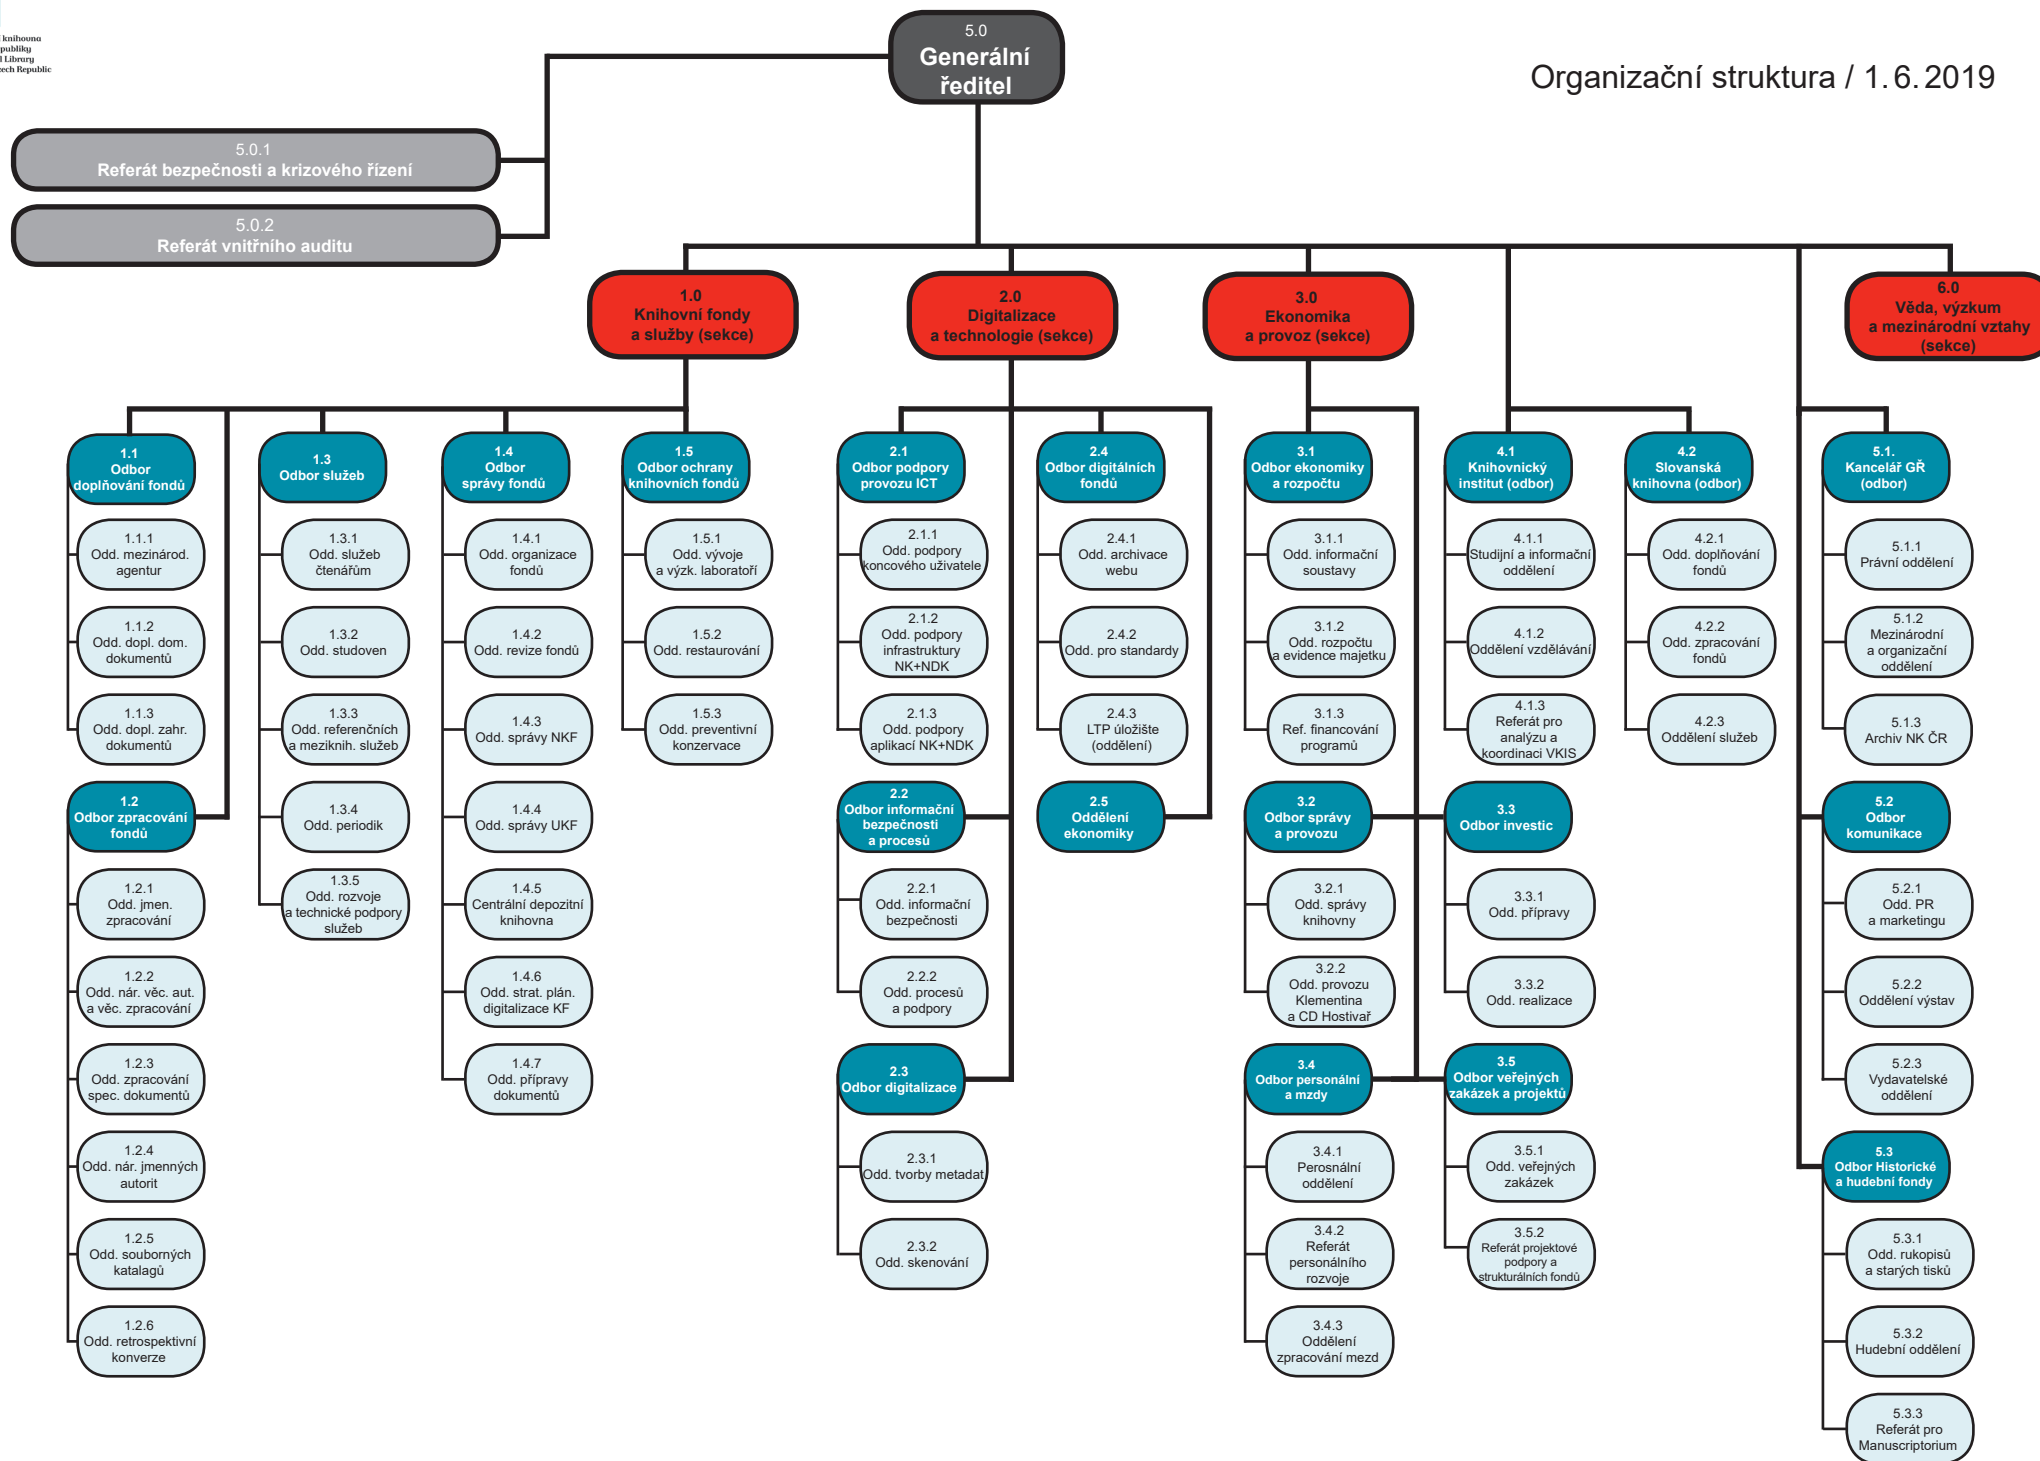 knihovna
publiky
l Library
zech Republic
5.0
Generální
ředitel
Organizační struktura / 1.6.2019
5.0.1
Referát bezpečnosti a krizového řízení
5.0.2
Referát vnitřního auditu
1.0
Knihovní fondy
a služby (sekce)
2.0
Digitalizace
a technologie (sekce)
3.0
Ekonomika
a provoz (sekce)
6.0
Věda, výzkum
a mezinárodní vztahy
(sekce)
1.1
Odbor
doplňování fondů
1.1.1
Odd. mezinárod.
agentur
1.1.2
Odd. dopl. dom.
dokumentů
1.1.3
Odd. dopl. zahr.
dokumentů
1.2
Odbor zpracování
fondů
1.2.1
Odd. jmen.
zpracování
1.2.2
Odd. nár. věc. aut.
a věc. zpracování
1.2.3
Odd. zpracování
spec. dokumentů
1.2.4
Odd. nár. jmenných
autorit
1.2.5
Odd. souborných
katalagů
1.2.6
Odd. retrospektivní
konverze
1.3
Odbor služeb
1.3.1
Odd. služeb
čtenářům
1.3.2
Odd. studoven
1.3.3
Odd. referenčních
a meziknih. služeb
1.3.4
Odd. periodik
1.3.5
Odd. rozvoje
a technické podpory
služeb
1.4
Odbor
správy fondů
1.4.1
Odd. organizace
fondů
1.4.2
Odd. revize fondů
1.4.3
Odd. správy NKF
1.4.4
Odd. správy UKF
1.4.5
Centrální depozitní
knihovna
1.4.6
Odd. strat. plán.
digitalizace KF
1.4.7
Odd. přípravy
dokumentů
1.5
Odbor ochrany
knihovních fondů
1.5.1
Odd. vývoje
a výzk. laboratoří
1.5.2
Odd. restaurování
1.5.3
Odd. preventivní
konzervace
2.1
Odbor podpory
provozu ICT
2.1.1
Odd. podpory
koncového uživatele
2.1.2
Odd. podpory
infrastruktury
NK+NDK
2.1.3
Odd. podpory
aplikací NK+NDK
2.2
Odbor informační
bezpečnosti
a procesů
2.2.1
Odd. informační
bezpečnosti
2.2.2
Odd. procesů
a podpory
2.3
Odbor digitalizace
2.3.1
Odd. tvorby metadat
2.3.2
Odd. skenování
2.4
Odbor digitálních
fondů
2.4.1
Odd. archivace
webu
2.4.2
Odd. pro standardy
2.4.3
LTP úložište
(oddělení)
2.5
Oddělení
ekonomiky
3.1
Odbor ekonomiky
a rozpočtu
3.1.1
Odd. informační
soustavy
3.1.2
Odd. rozpočtu
a evidence majetku
3.1.3
Ref. financování
programů
3.2
Odbor správy
a provozu
3.2.1
Odd. správy
knihovny
3.2.2
Odd. provozu
Klementina
a CD Hostivař
3.4
Odbor personální
a mzdy
3.4.1
Perosnální
oddělení
3.4.2
Referát
personálního
rozvoje
3.4.3
Oddělení
zpracování mezd
4.1
Knihovnický
institut (odbor)
4.1.1
Studijní a informační
oddělení
4.1.2
Oddělení vzdělávání
4.1.3
Referát pro
analýzu a
koordinaci VKIS
3.3
Odbor investic
3.3.1
Odd. přípravy
3.3.2
Odd. realizace
3.5
Odbor veřejných
zakázek a projektů
3.5.1
Odd. veřejných
zakázek
3.5.2
Referát projektové
podpory a
strukturálních fondů
4.2
Slovanská
knihovna (odbor)
4.2.1
Odd. doplňování
fondů
4.2.2
Odd. zpracování
fondů
4.2.3
Oddělení služeb
5.1.
Kancelář GŘ
(odbor)
5.1.1
Právní oddělení
5.1.2
Mezinárodní
a organizační
oddělení
5.1.3
Archiv NK ČR
5.2
Odbor
komunikace
5.2.1
Odd. PR
a marketingu
5.2.2
Oddělení výstav
5.2.3
Vydavatelské
oddělení
5.3
Odbor Historické
a hudební fondy
5.3.1
Odd. rukopisů
a starých tisků
5.3.2
Hudební oddělení
5.3.3
Referát pro
Manuscriptorium